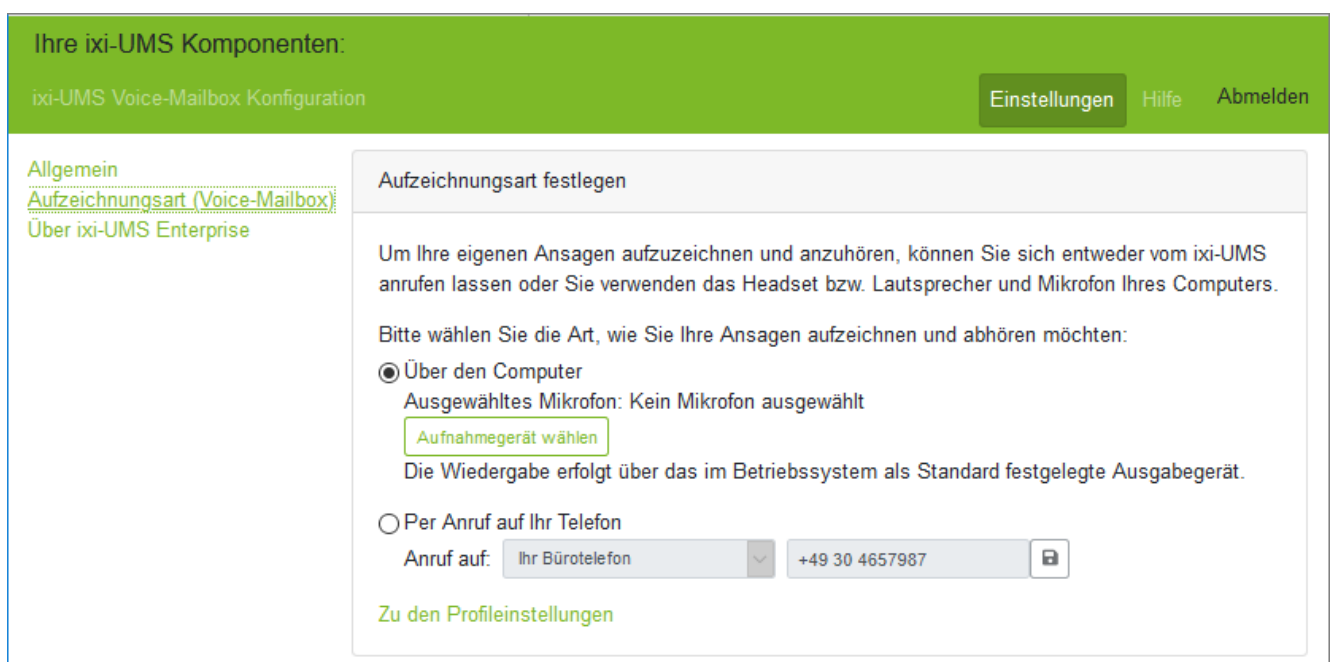 Ihre ixi-UMS Komponenten:
ixi-UMS Voice-Mailbox Konfiguration
Einstellungen
Hilfe
Abmelden
Allgemein
Aufzeichnungsart (Voice-Mailbox)
Über ixi-UMS Enterprise
Aufzeichnungsart festlegen
Um Ihre eigenen Ansagen aufzuzeichnen und anzuhören, können Sie sich entweder vom ixi-UMS
anrufen lassen oder Sie verwenden das Headset bzw. Lautsprecher und Mikrofon Ihres Computers.
Bitte wählen Sie die Art, wie Sie Ihre Ansagen aufzeichnen und abhören möchten:
Über den Computer
Ausgewähltes Mikrofon: Kein Mikrofon ausgewählt
Aufnahmegerät wählen
Die Wiedergabe erfolgt über das im Betriebssystem als Standard festgelegte Ausgabegerät.
Per Anruf auf Ihr Telefon
Anruf auf: Ihr Bürotelefon +49 30 4657987
Zu den Profileinstellungen